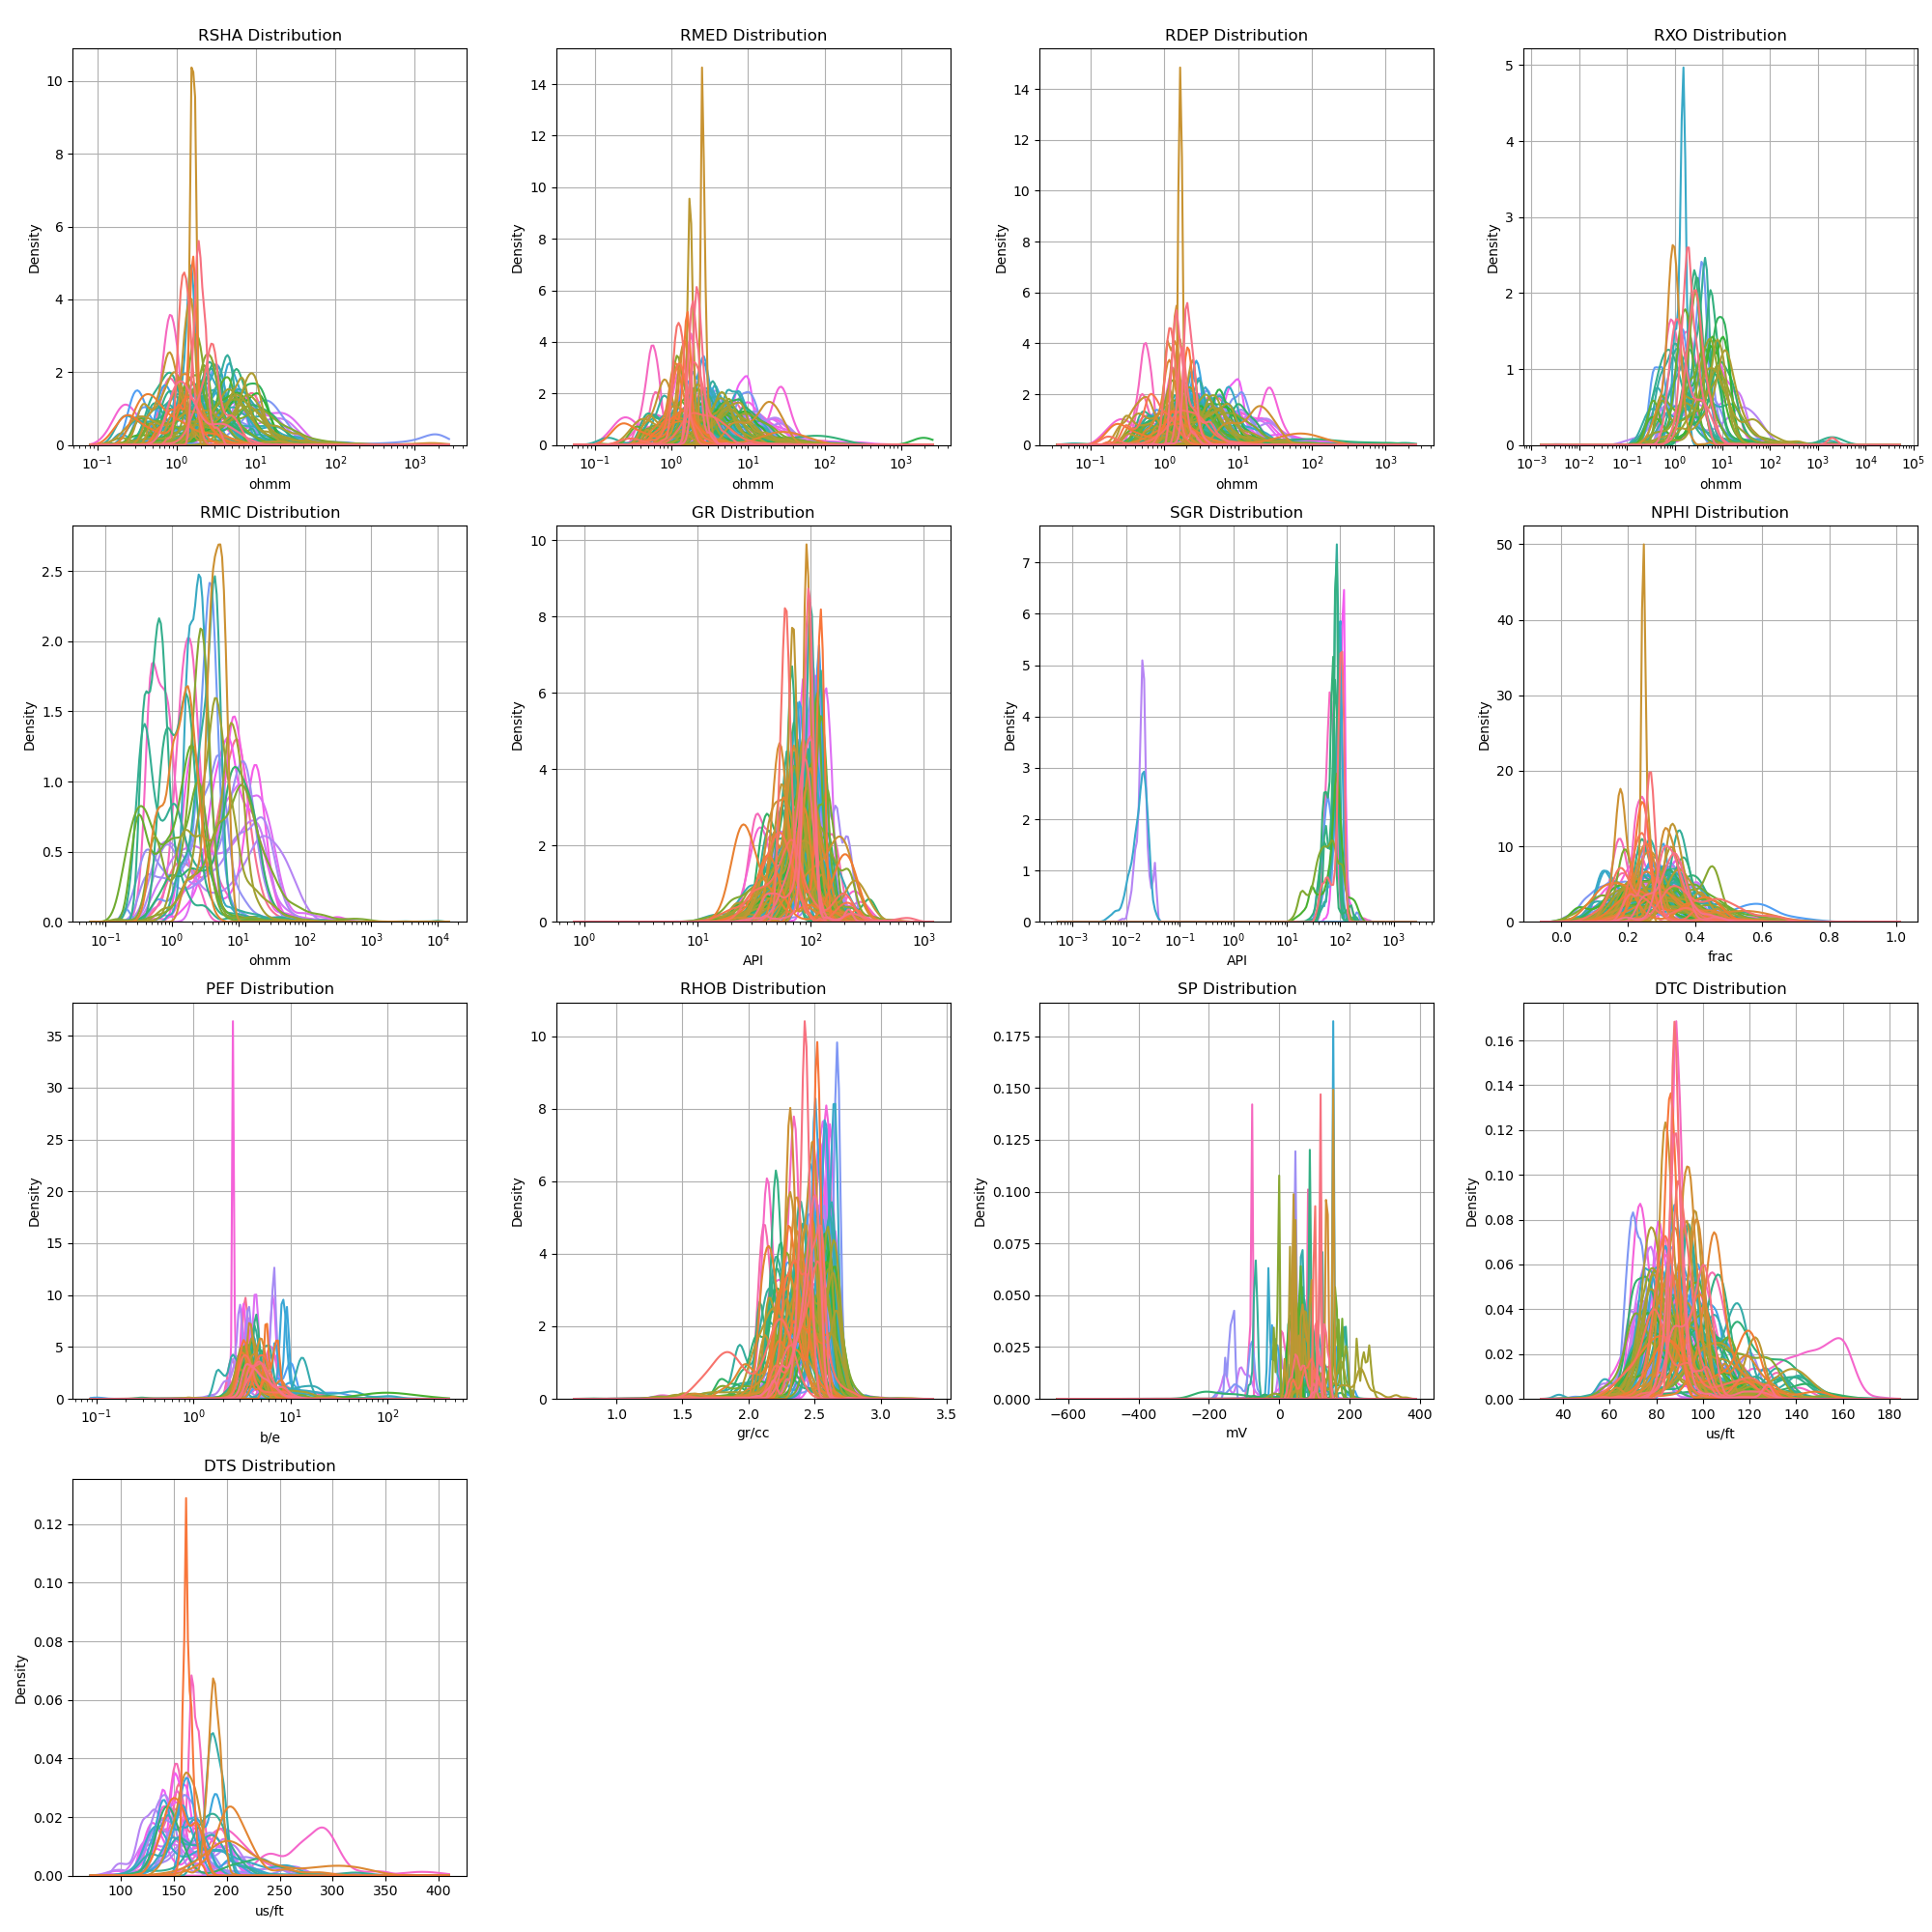 RSHA Distribution
Density
10
8
6
4
2
0
10⁻¹ 10⁰ 10¹ 10² 10³
ohmm
RMED Distribution
Density
14
12
10
8
6
4
2
0
10⁻¹ 10⁰ 10¹ 10² 10³
ohmm
RDEP Distribution
Density
14
12
10
8
6
4
2
0
10⁻¹ 10⁰ 10¹ 10² 10³
ohmm
RXO Distribution
Density
5
4
3
2
1
0
10⁻³ 10⁻² 10⁻¹ 10⁰ 10¹ 10² 10³ 10⁴ 10⁵
ohmm
RMIC Distribution
Density
2.5
2.0
1.5
1.0
0.5
0.0
10⁻¹ 10⁰ 10¹ 10² 10³ 10⁴
ohmm
GR Distribution
Density
10
8
6
4
2
0
10⁰ 10¹ 10² 10³
API
SGR Distribution
Density
7
6
5
4
3
2
1
0
10⁻³ 10⁻² 10⁻¹ 10⁰ 10¹ 10² 10³
API
NPHI Distribution
Density
50
40
30
20
10
0
0.0 0.2 0.4 0.6 0.8 1.0
frac
PEF Distribution
Density
35
30
25
20
15
10
5
0
10⁻¹ 10⁰ 10¹ 10²
b/e
RHOB Distribution
Density
10
8
6
4
2
0
1.0 1.5 2.0 2.5 3.0 3.5
gr/cc
SP Distribution
Density
0.175
0.150
0.125
0.100
0.075
0.050
0.025
0.000
−600 −400 −200 0 200 400
mV
DTC Distribution
Density
0.16
0.14
0.12
0.10
0.08
0.06
0.04
0.02
0.00
40 60 80 100 120 140 160 180
us/ft
DTS Distribution
Density
0.12
0.10
0.08
0.06
0.04
0.02
0.00
100 150 200 250 300 350 400
us/ft